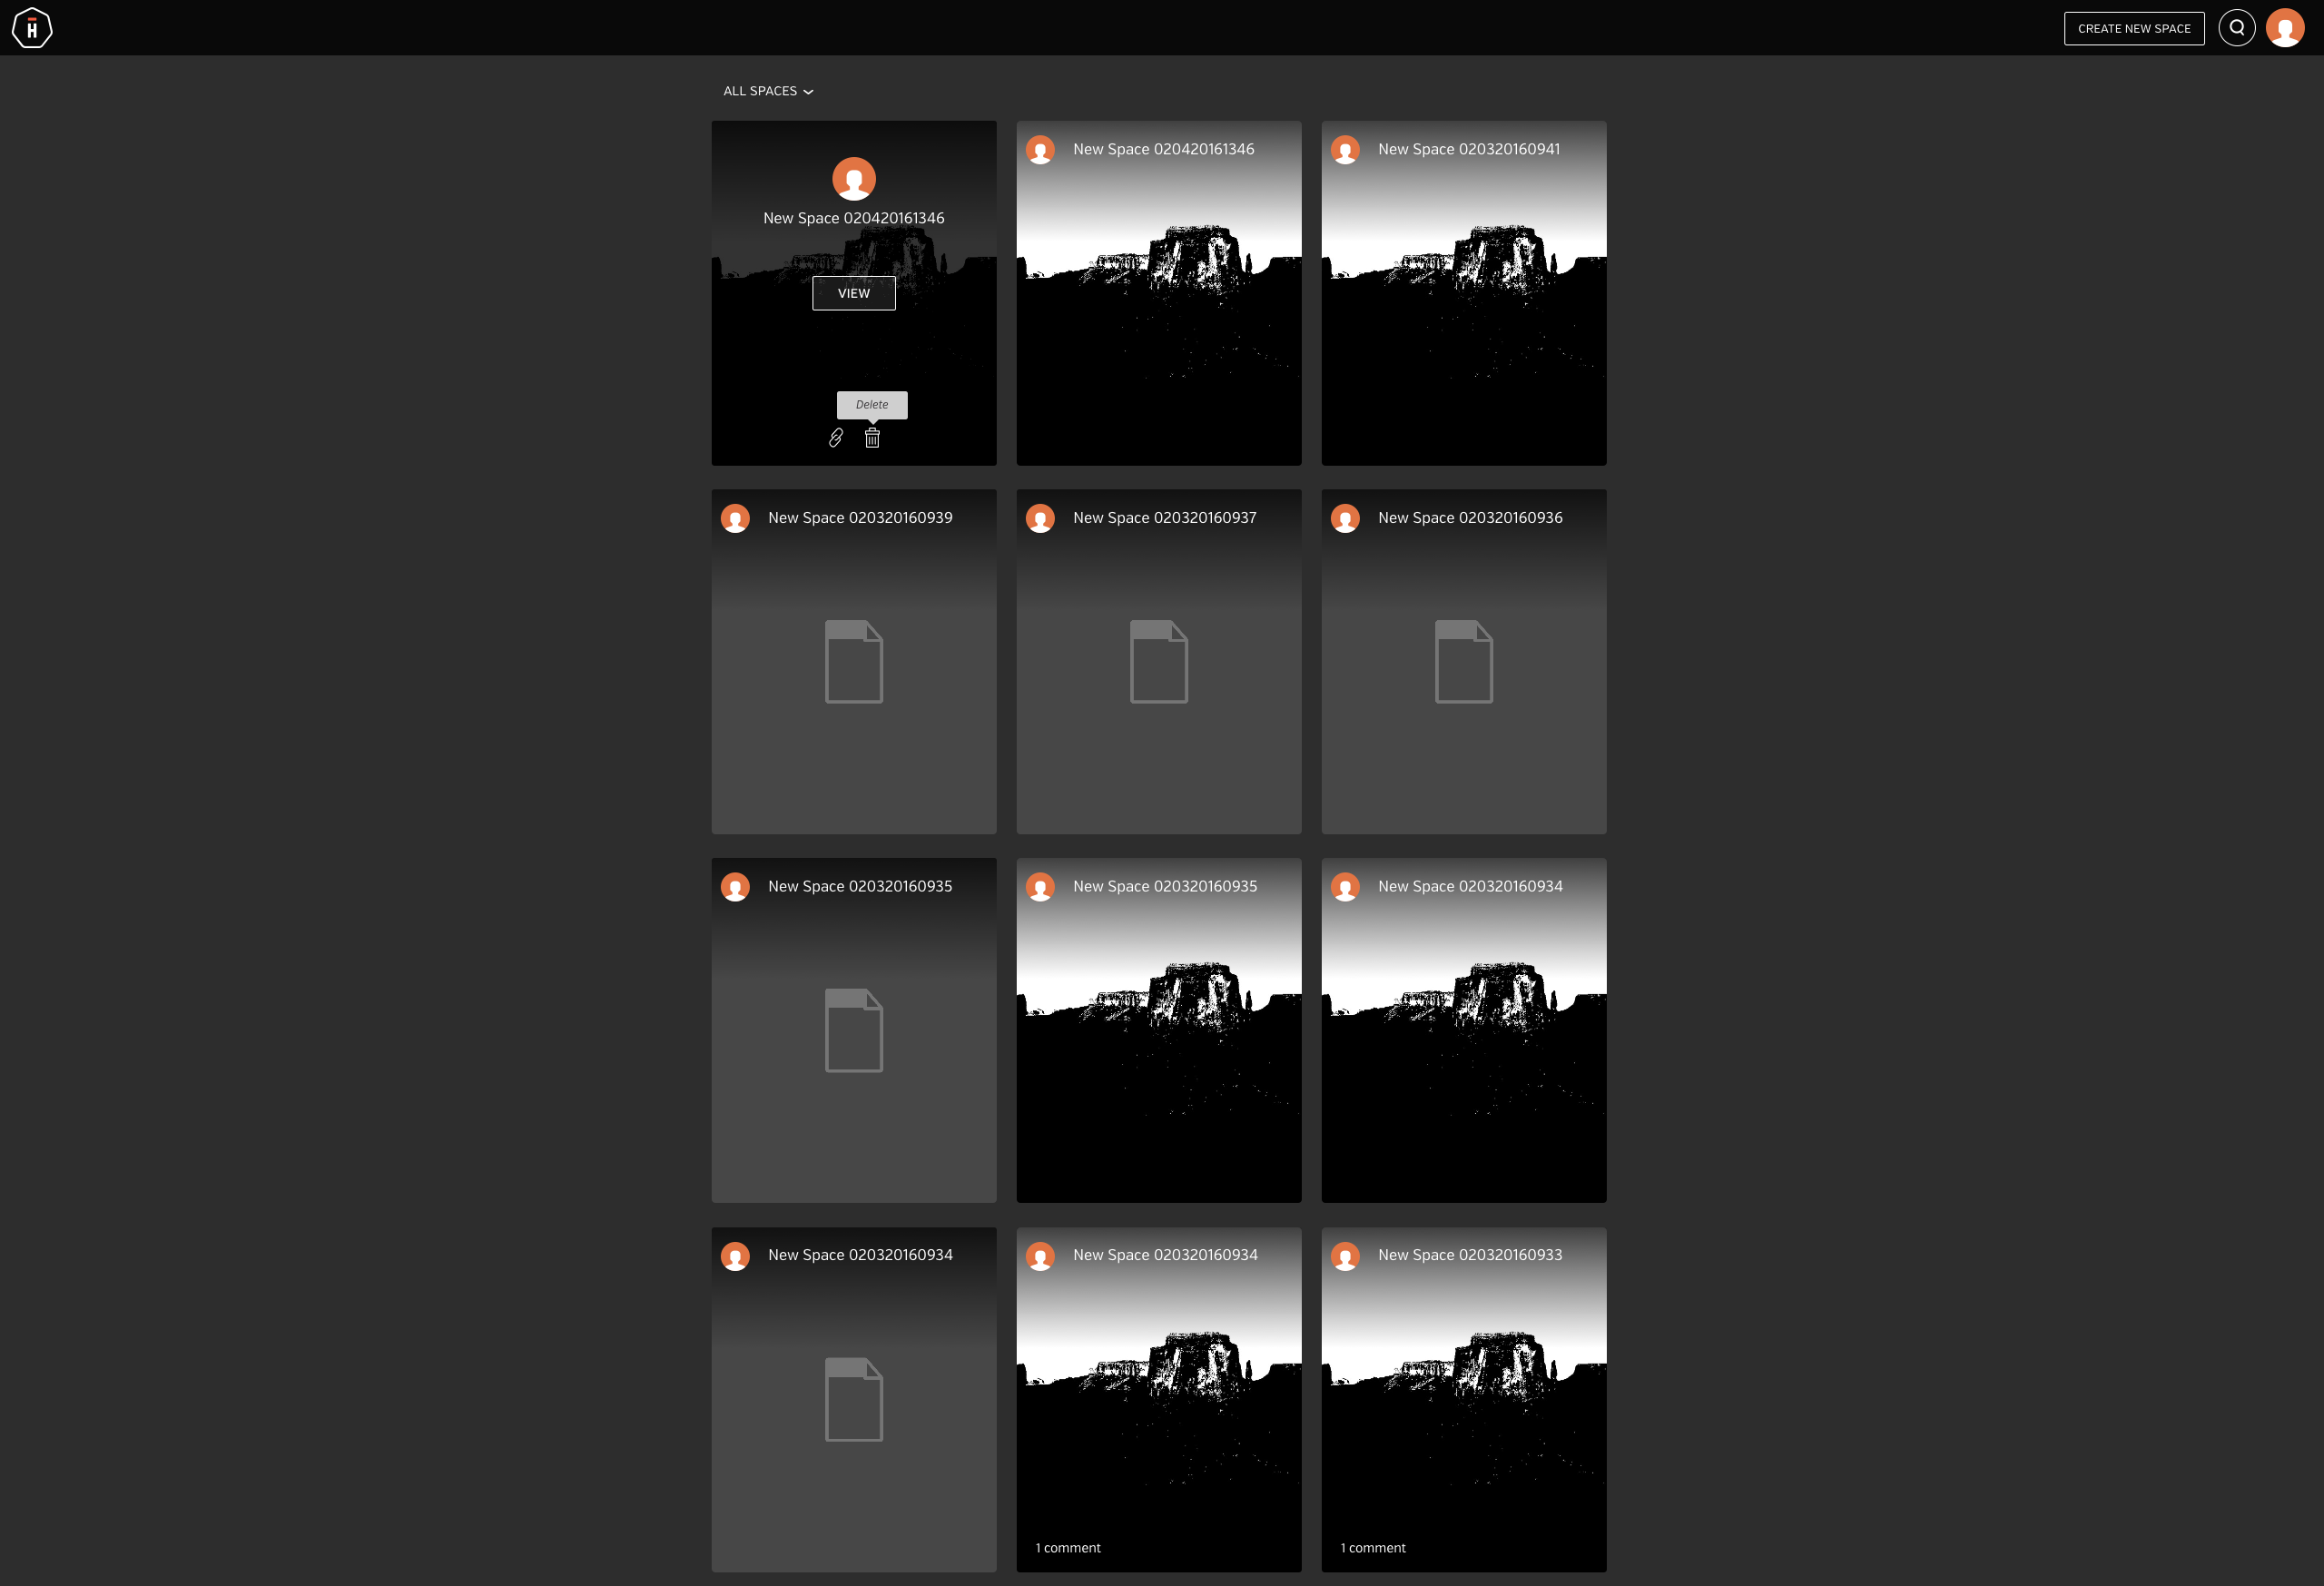 H
CREATE NEW SPACE
ALL SPACES
New Space 020420161346
VIEW
Delete
New Space 020420161346
New Space 020320160941
New Space 020320160939
New Space 020320160937
New Space 020320160936
New Space 020320160935
New Space 020320160935
New Space 020320160934
New Space 020320160934
New Space 020320160934
1 comment
New Space 020320160933
1 comment